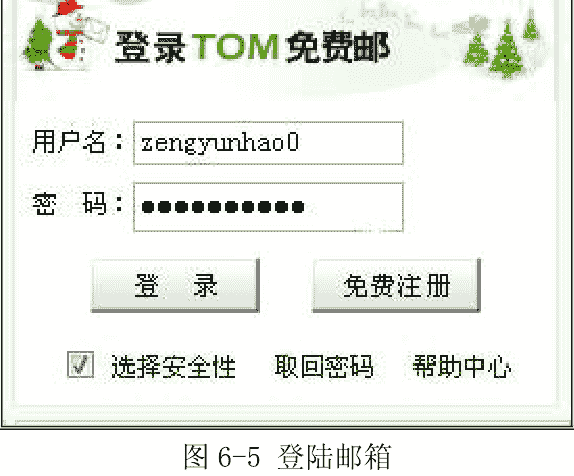 登录TOM免费邮
用户名：zengyunhao0
密 码：●●●●●●●●●●
登 录 免费注册
选择安全性 取回密码 帮助中心
图 6-5 登陆邮箱